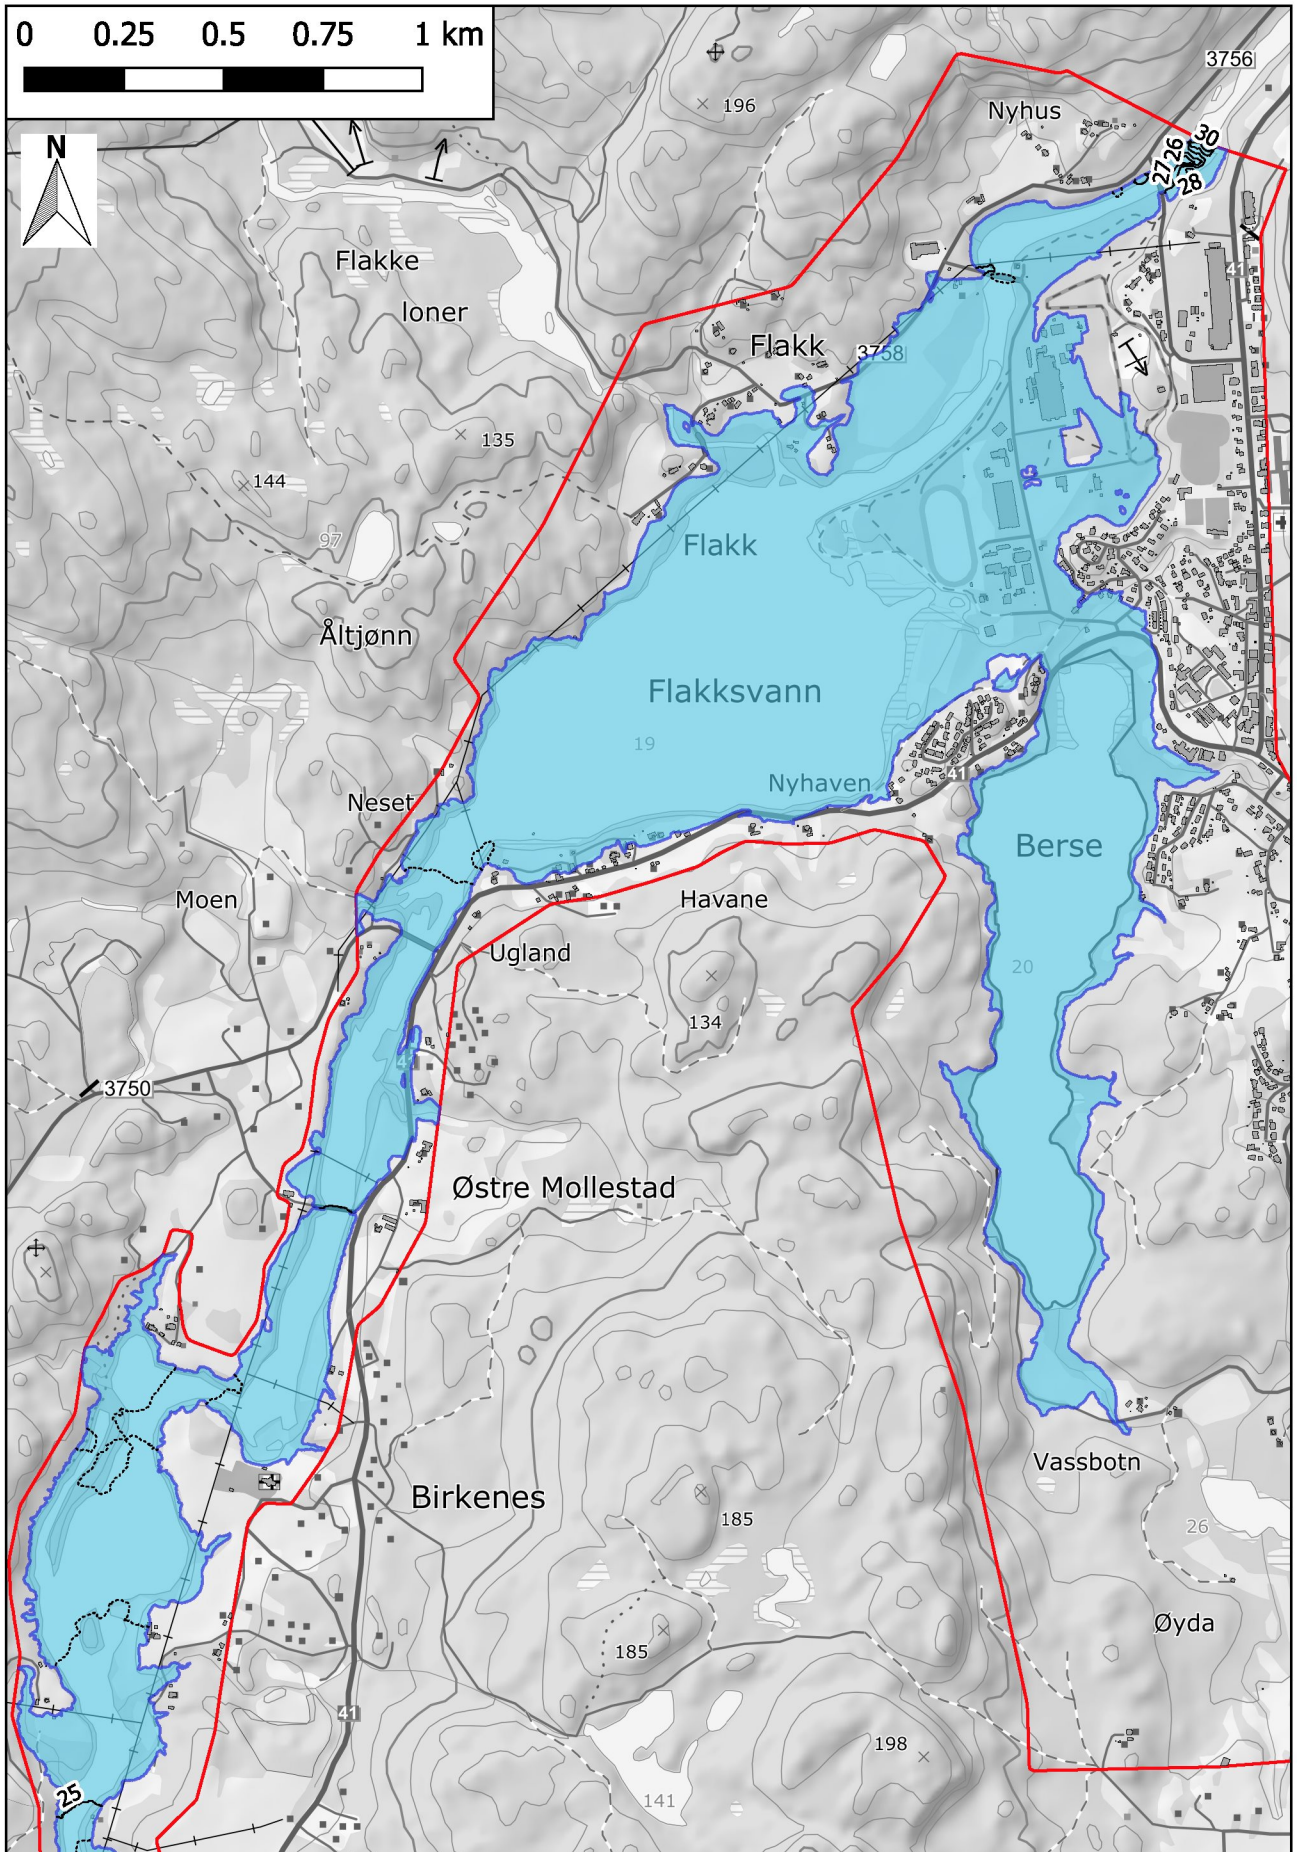 0 0.25 0.5 0.75 1 km
N
3756
196
Nyhus
30
26
27
28
41
Flakke
loner
Flakk
3758
135
144
97
Flakk
Åltjønn
Flakksvann
19
Nyhaven
41
Neset
Berse
Moen
Havane
Ugland
20
134
41
3750
Østre Mollestad
Birkenes
Vassbotn
185
26
Øyda
185
41
198
25
141